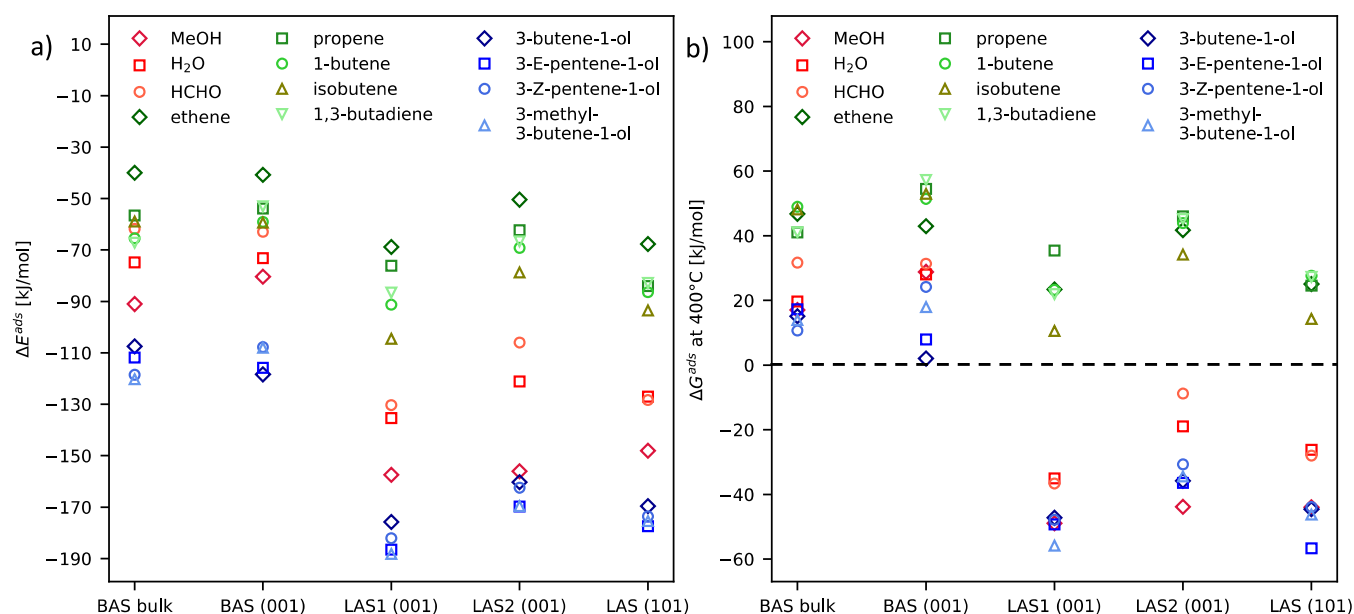 a)
MeOH
H₂O
HCHO
ethene
propene
1-butene
isobutene
1,3-butadiene
3-butene-1-ol
3-E-pentene-1-ol
3-Z-pentene-1-ol
3-methyl-
3-butene-1-ol
10
−10
−30
−50
−70
−90
−110
−130
−150
−170
−190
ΔE^ads [kJ/mol]
BAS bulk
BAS (001)
LAS1 (001)
LAS2 (001)
LAS (101)
b)
MeOH
H₂O
HCHO
ethene
propene
1-butene
isobutene
1,3-butadiene
3-butene-1-ol
3-E-pentene-1-ol
3-Z-pentene-1-ol
3-methyl-
3-butene-1-ol
100
80
60
40
20
0
−20
−40
−60
ΔG^ads at 400°C [kJ/mol]
BAS bulk
BAS (001)
LAS1 (001)
LAS2 (001)
LAS (101)